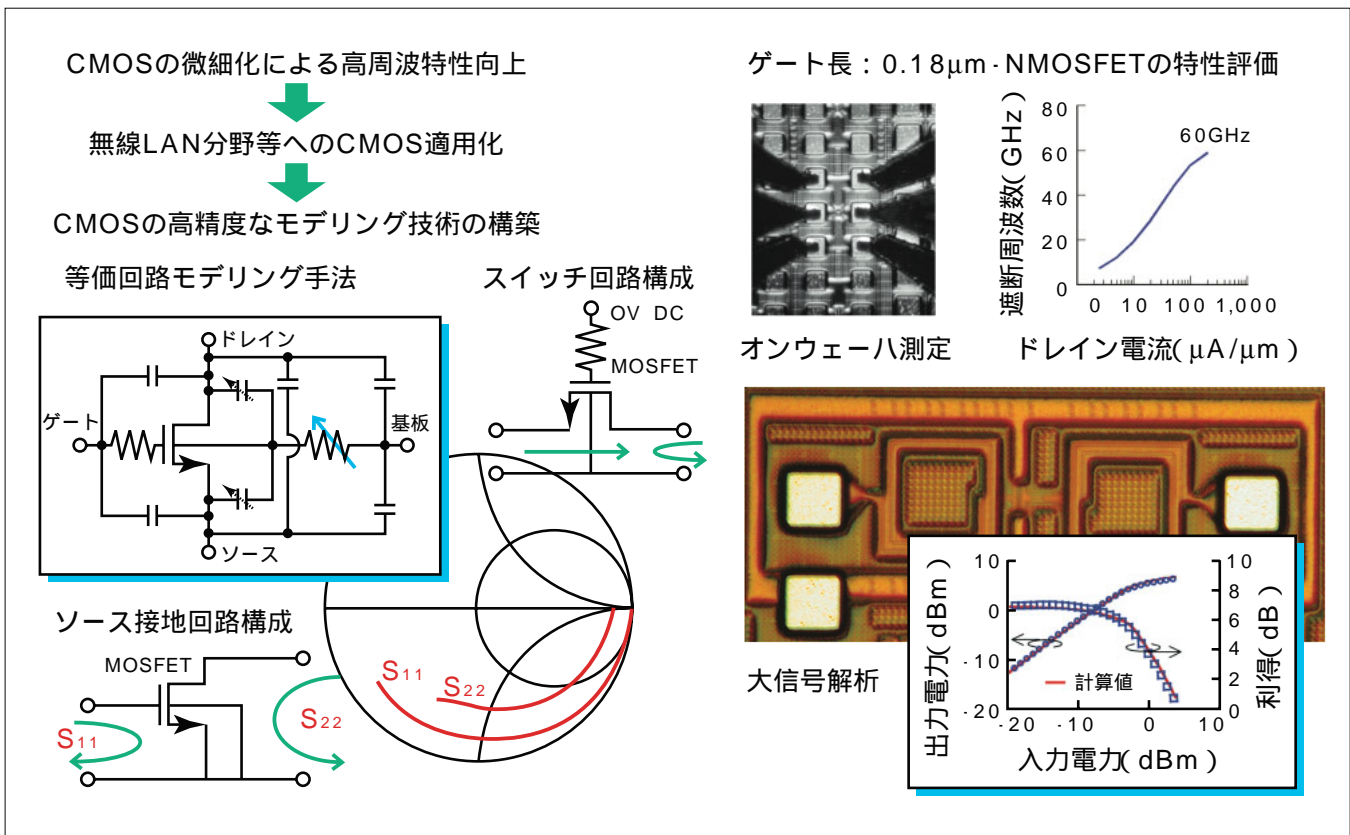 CMOSの微細化による高周波特性向上
無線LAN分野等へのCMOS適用化
CMOSの高精度なモデリング技術の構築
等価回路モデリング手法
ドレイン
ゲート
基板
ソース
スイッチ回路構成
OV DC
MOSFET
ソース接地回路構成
MOSFET
S11
S22
S11
S22
ゲート長：0.18μm·NMOSFETの特性評価
オンウェーハ測定
遮断周波数(GHz)
80
60
40
20
0
60GHz
0 10 100 1,000
ドレイン電流(μA/μm)
大信号解析
出力電力(dBm)
10
0
·10
·20
計算値
10
8
6
4
2
0
利得(dB)
·20 ·10 0 10
入力電力(dBm)